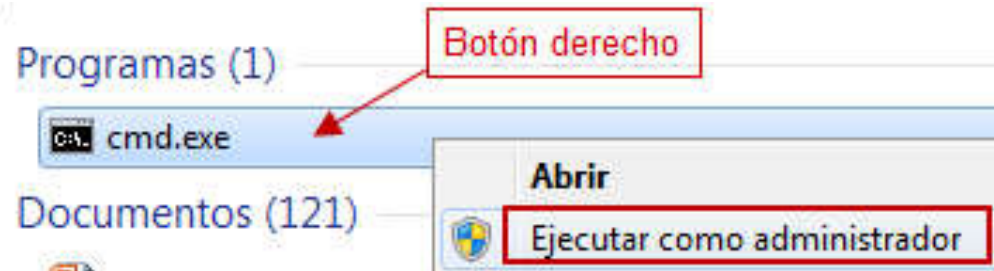 Botón derecho
Programas (1)
C:\.
cmd.exe
Abrir
Documentos (121)
Ejecutar como administrador